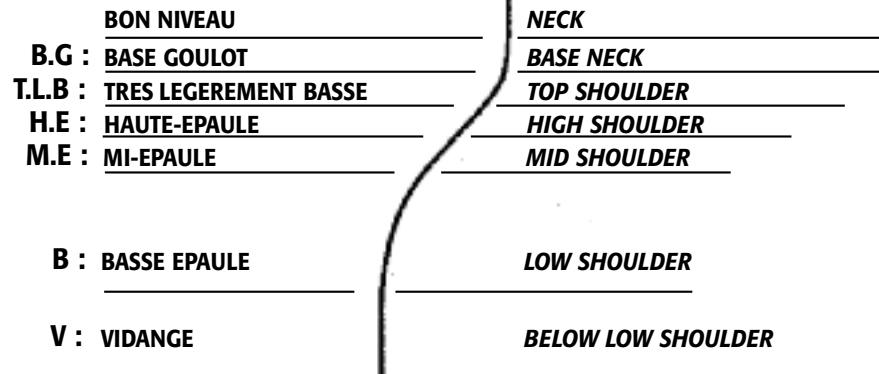 BON NIVEAU NECK
B.G : BASE GOULOT BASE NECK
T.L.B : TRES LEGEREMENT BASSE TOP SHOULDER
H.E : HAUTE-EPAULE HIGH SHOULDER
M.E : MI-EPAULE MID SHOULDER
B : BASSE EPAULE LOW SHOULDER
V : VIDANGE BELOW LOW SHOULDER